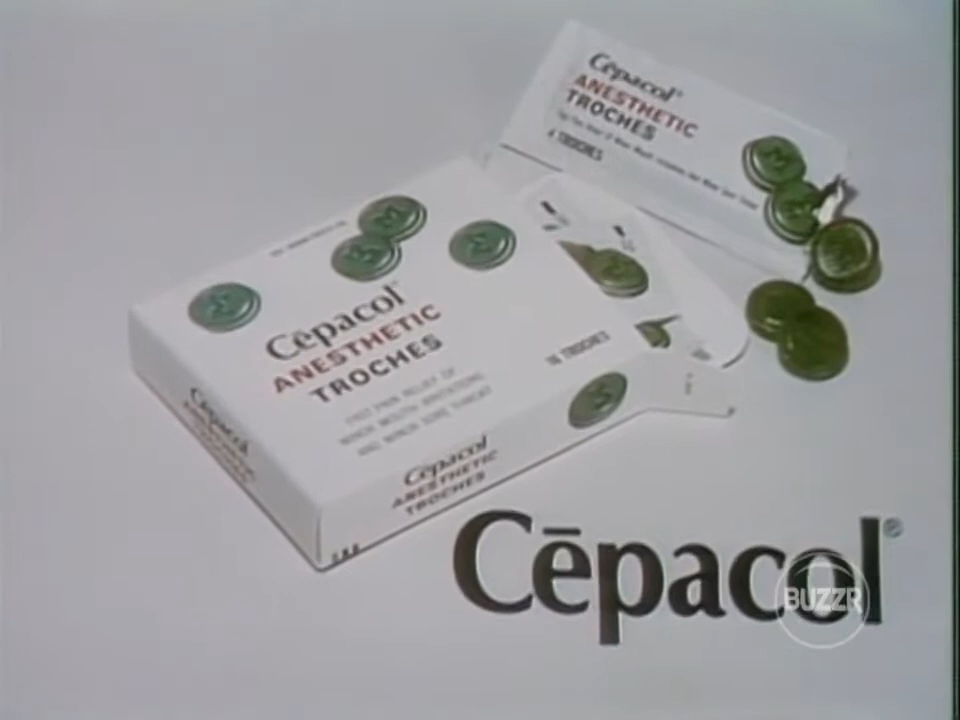 Cēpacol®
ANESTHETIC
TROCHES
4 TROCHES
Cēpacol
ANESTHETIC
TROCHES
FAST PAIN RELIEF OF
MINOR MOUTH IRRITATIONS
AND MINOR SORE THROAT
18 TROCHES
Cēpacol
Cēpacol
ANESTHETIC
TROCHES
Cēpacol®
BUZZR